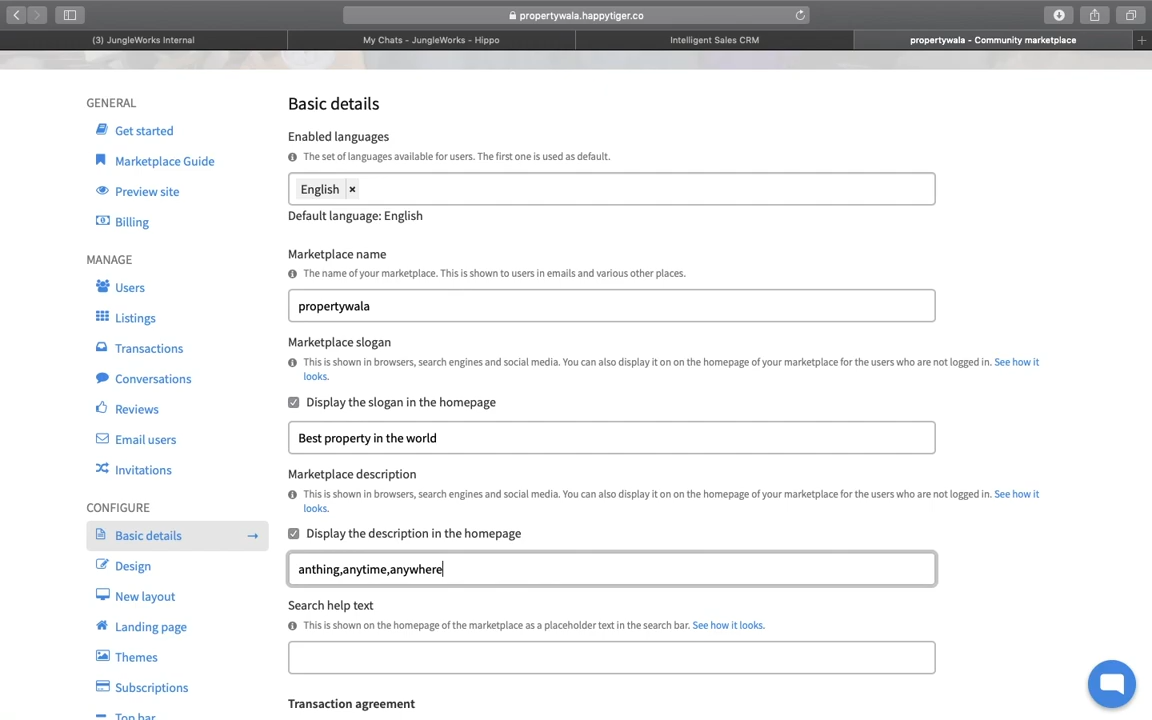 propertywala.happytiger.co
(3) JungleWorks Internal
My Chats - JungleWorks - Hippo
Intelligent Sales CRM
propertywala - Community marketplace
GENERAL
Get started
Marketplace Guide
Preview site
Billing
MANAGE
Users
Listings
Transactions
Conversations
Reviews
Email users
Invitations
CONFIGURE
Basic details →
Design
New layout
Landing page
Themes
Subscriptions
Top bar
Basic details
Enabled languages
The set of languages available for users. The first one is used as default.
English ×
Default language: English
Marketplace name
The name of your marketplace. This is shown to users in emails and various other places.
propertywala
Marketplace slogan
This is shown in browsers, search engines and social media. You can also display it on on the homepage of your marketplace for the users who are not logged in. See how it
looks.
Display the slogan in the homepage
Best property in the world
Marketplace description
This is shown in browsers, search engines and social media. You can also display it on on the homepage of your marketplace for the users who are not logged in. See how it
looks.
Display the description in the homepage
anthing,anytime,anywhere
Search help text
This is shown on the homepage of the marketplace as a placeholder text in the search bar. See how it looks.
Transaction agreement